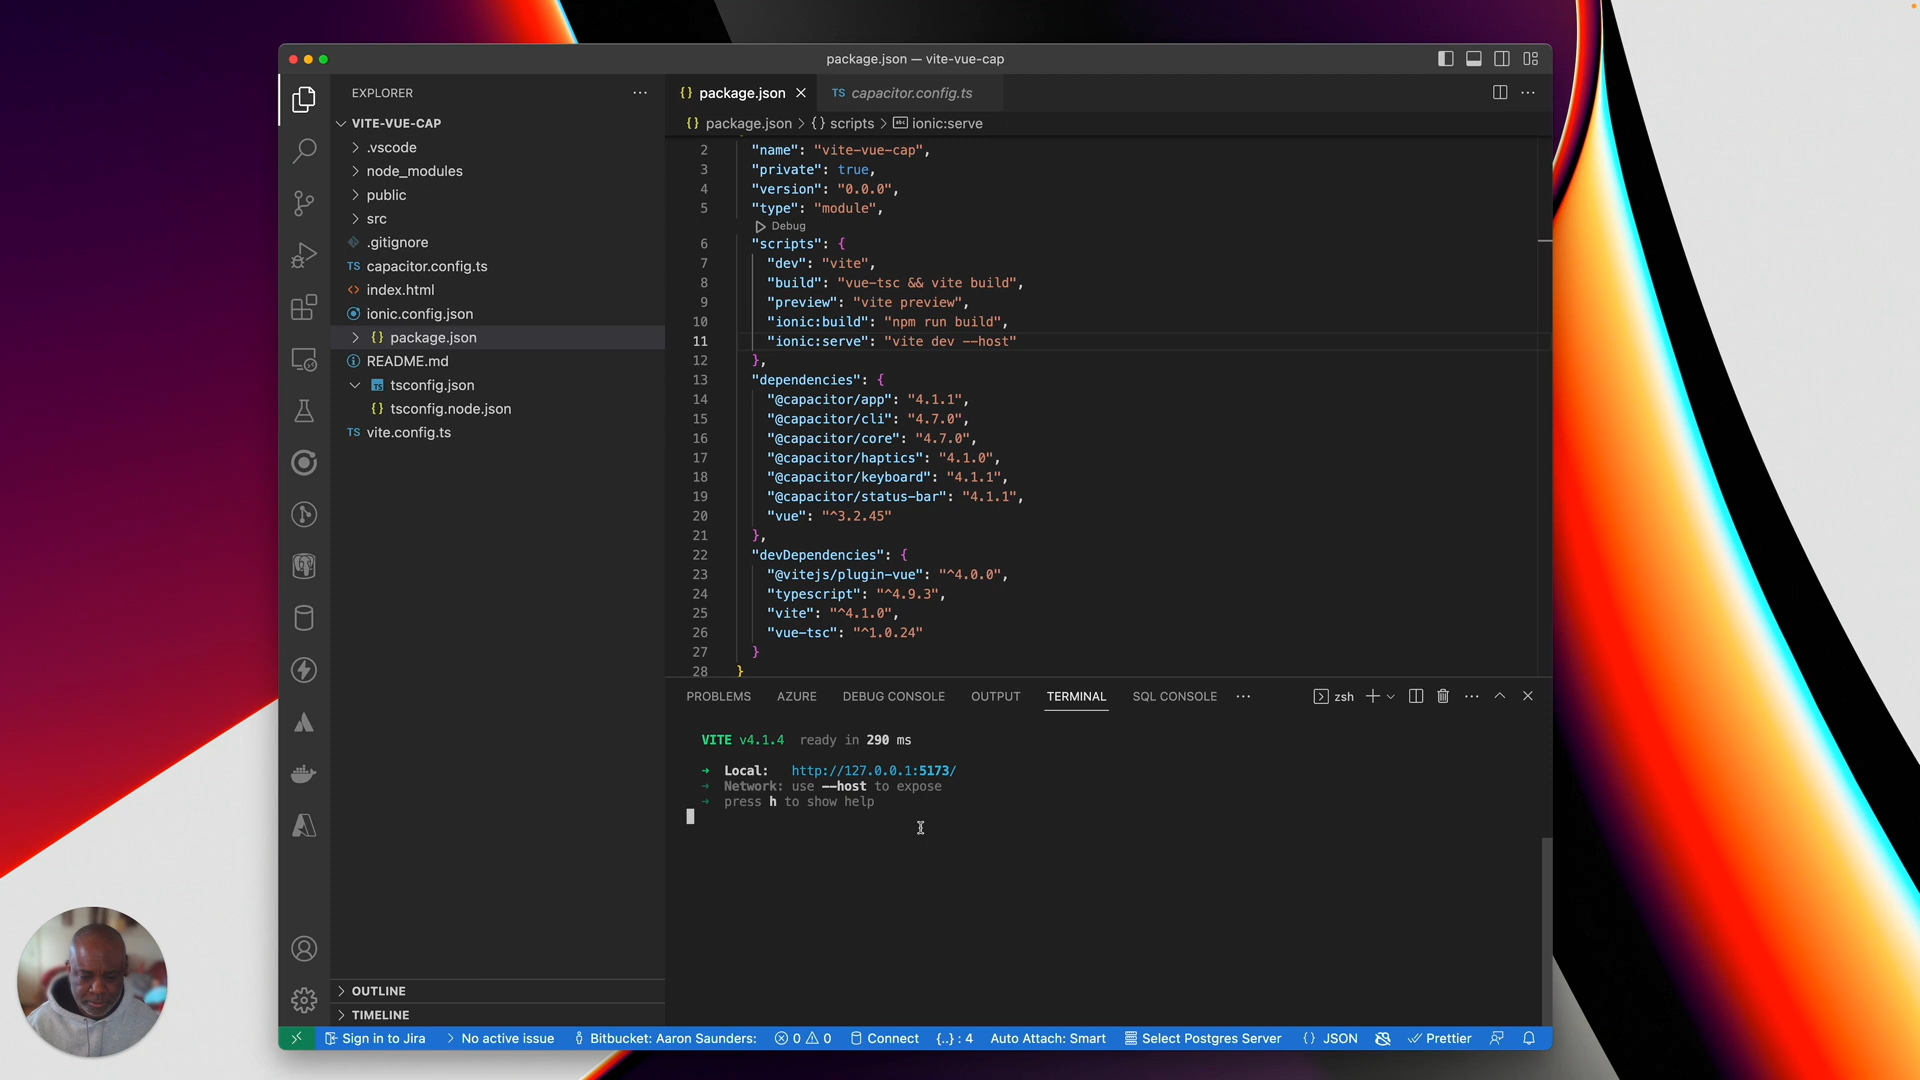 package.json — vite-vue-cap
EXPLORER
VITE-VUE-CAP
.vscode
node_modules
public
src
.gitignore
TS capacitor.config.ts
<> index.html
ionic.config.json
{} package.json
README.md
TS tsconfig.json
{} tsconfig.node.json
TS vite.config.ts
OUTLINE
TIMELINE
{} package.json
TS capacitor.config.ts
{} package.json > {} scripts > abc ionic:serve
2 "name": "vite-vue-cap",
3 "private": true,
4 "version": "0.0.0",
5 "type": "module",
Debug
6 "scripts": {
7 "dev": "vite",
8 "build": "vue-tsc && vite build",
9 "preview": "vite preview",
10 "ionic:build": "npm run build",
11 "ionic:serve": "vite dev --host"
12 },
13 "dependencies": {
14 "@capacitor/app": "4.1.1",
15 "@capacitor/cli": "4.7.0",
16 "@capacitor/core": "4.7.0",
17 "@capacitor/haptics": "4.1.0",
18 "@capacitor/keyboard": "4.1.1",
19 "@capacitor/status-bar": "4.1.1",
20 "vue": "^3.2.45"
21 },
22 "devDependencies": {
23 "@vitejs/plugin-vue": "^4.0.0",
24 "typescript": "^4.9.3",
25 "vite": "^4.1.0",
26 "vue-tsc": "^1.0.24"
27 }
28 }
PROBLEMS AZURE DEBUG CONSOLE OUTPUT TERMINAL SQL CONSOLE ··· zsh
VITE v4.1.4 ready in 290 ms
→ Local: http://127.0.0.1:5173/
→ Network: use --host to expose
→ press h to show help
Sign in to Jira > No active issue Bitbucket: Aaron Saunders: 0 0 Connect {..} : 4 Auto Attach: Smart Select Postgres Server {} JSON Prettier